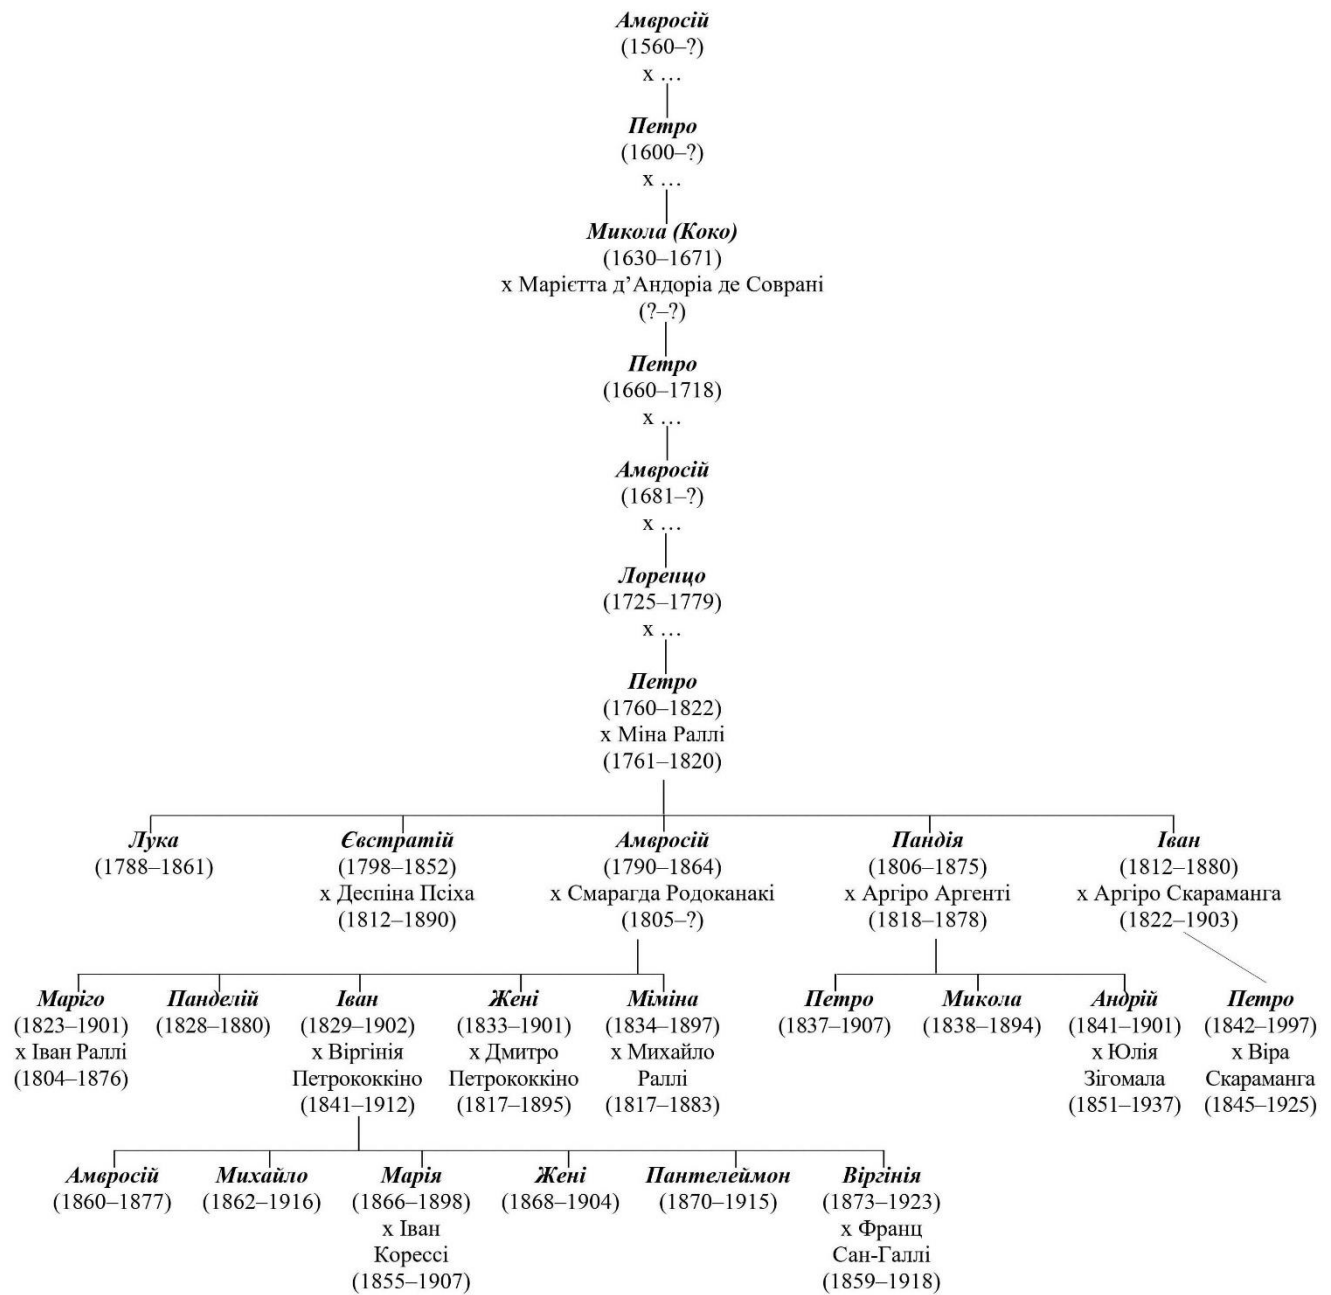 Амвросій
(1560–?)
х …
Петро
(1600–?)
х …
Микола (Коко)
(1630–1671)
х Марієтта д’Андоріа де Соврані
(?–?)
Петро
(1660–1718)
х …
Амвросій
(1681–?)
х …
Лоренцо
(1725–1779)
х …
Петро
(1760–1822)
х Міна Раллі
(1761–1820)
Лука
(1788–1861)
Євстратій
(1798–1852)
х Деспіна Псіха
(1812–1890)
Амвросій
(1790–1864)
х Смарагда Родоканакі
(1805–?)
Пандія
(1806–1875)
х Аргіро Аргенті
(1818–1878)
Іван
(1812–1880)
х Аргіро Скараманга
(1822–1903)
Маріго
(1823–1901)
х Іван Раллі
(1804–1876)
Панделій
(1828–1880)
Іван
(1829–1902)
х Віргінія
Петрококкіно
(1841–1912)
Жені
(1833–1901)
х Дмитро
Петрококкіно
(1817–1895)
Міміна
(1834–1897)
х Михайло
Раллі
(1817–1883)
Петро
(1837–1907)
Микола
(1838–1894)
Андрій
(1841–1901)
х Юлія
Зігомала
(1851–1937)
Петро
(1842–1997)
х Віра
Скараманга
(1845–1925)
Амвросій
(1860–1877)
Михайло
(1862–1916)
Марія
(1866–1898)
х Іван
Корессі
(1855–1907)
Жені
(1868–1904)
Пантелеймон
(1870–1915)
Віргінія
(1873–1923)
х Франц
Сан-Галлі
(1859–1918)